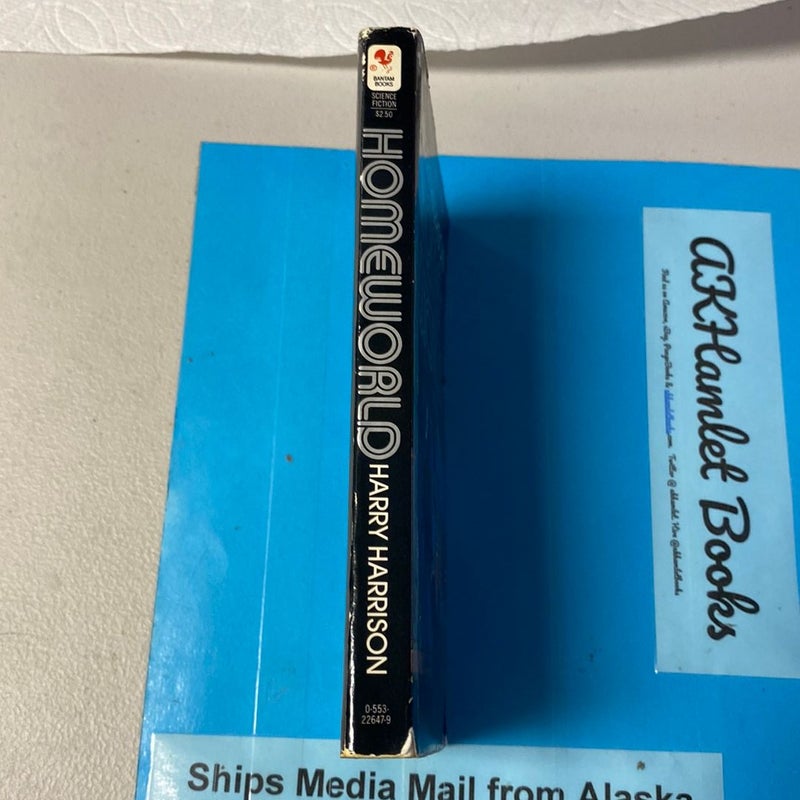 BANTAM
BOOKS
SCIENCE
FICTION
$2.50
HOMEWORLD
HARRY HARRISON
0-553-
22647-9
AKHamlet Books
Ships Media Mail from Alaska